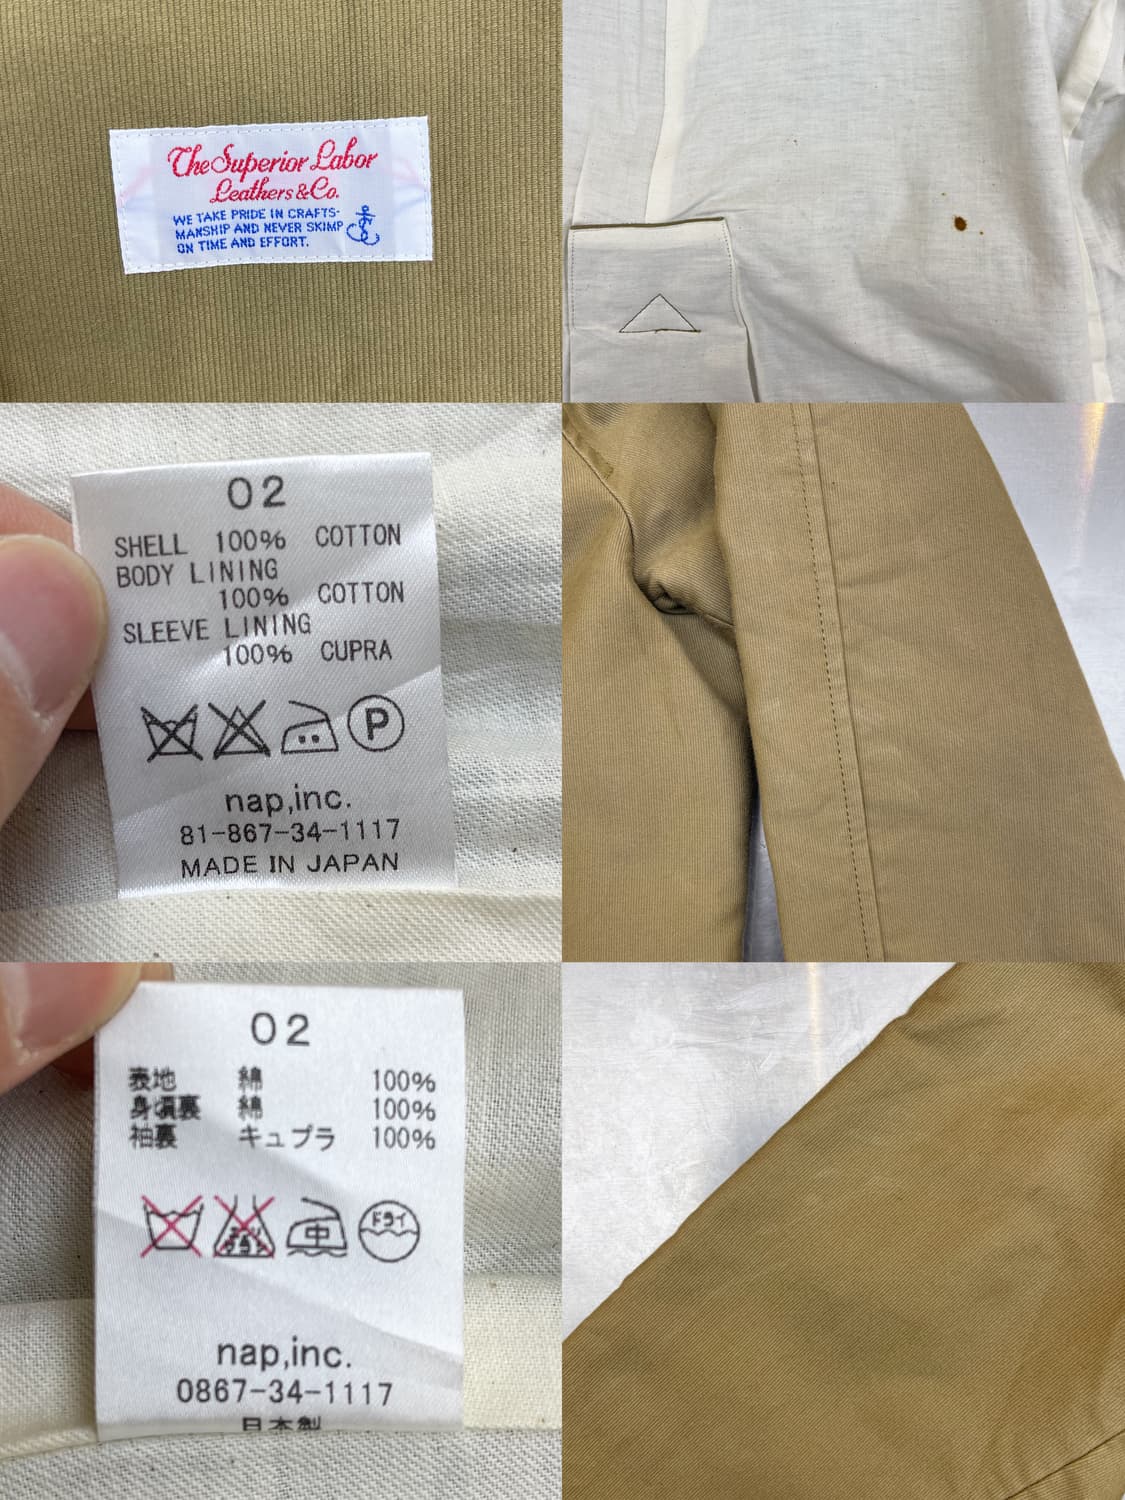 The Superior Labor
Leathers & Co.
WE TAKE PRIDE IN CRAFTS-
MANSHIP AND NEVER SKIMP
ON TIME AND EFFORT.
02
SHELL 100% COTTON
BODY LINING
100% COTTON
SLEEVE LINING
100% CUPRA
P
nap,inc.
81-867-34-1117
MADE IN JAPAN
02
表地 綿 100%
身頃裏 綿 100%
袖裏 キュプラ 100%
中 ドライ
nap,inc.
0867-34-1117
日本製